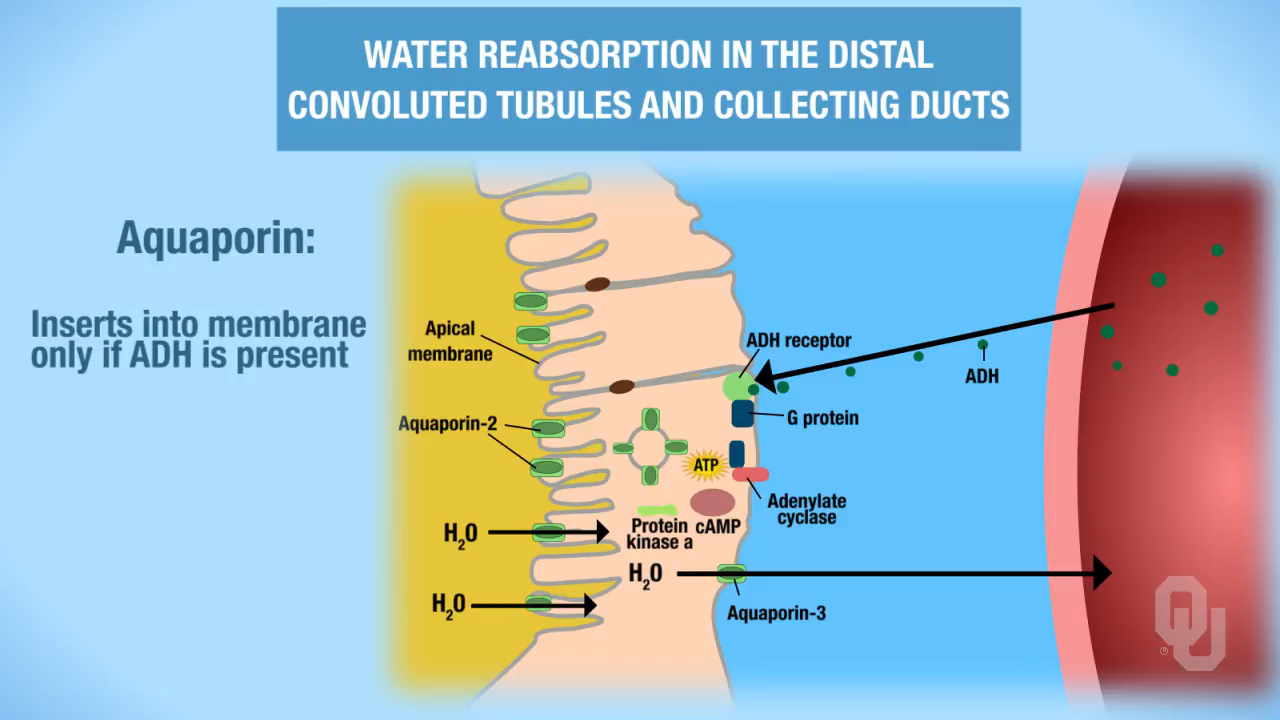 WATER REABSORPTION IN THE DISTAL
CONVOLUTED TUBULES AND COLLECTING DUCTS
Aquaporin:
Inserts into membrane
only if ADH is present
Apical
membrane
ADH receptor
ADH
Aquaporin-2
G protein
ATP
Adenylate
cyclase
Protein
kinase a
cAMP
H₂O
H₂O
H₂O
Aquaporin-3
OU
®